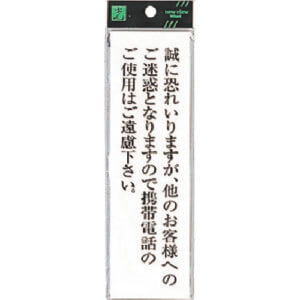 誠に恐れいりますが、他のお客様への
ご迷惑となりますので携帯電話の
ご使用はご遠慮下さい。